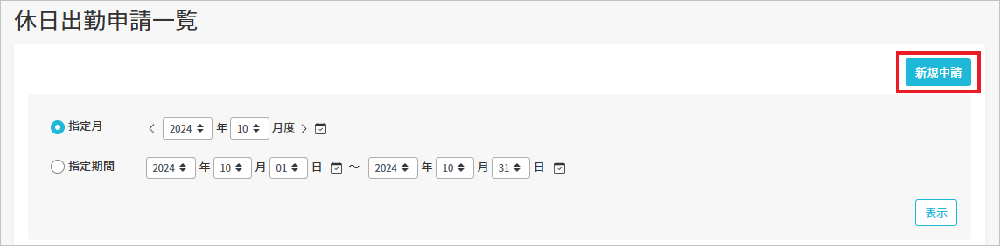 休日出勤申請一覧
新規申請
指定月 < 2024 年 10 月度 >
指定期間 2024 年 10 月 01 日 ～ 2024 年 10 月 31 日
表示